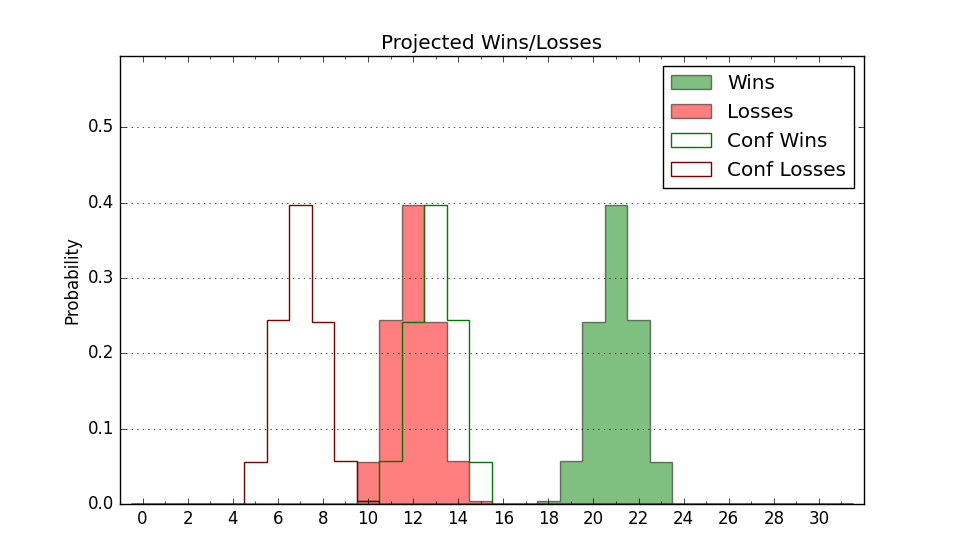 Projected Wins/Losses
Wins
Losses
Conf Wins
Conf Losses
Probability
0.5
0.4
0.3
0.2
0.1
0.0
0 2 4 6 8 10 12 14 16 18 20 22 24 26 28 30